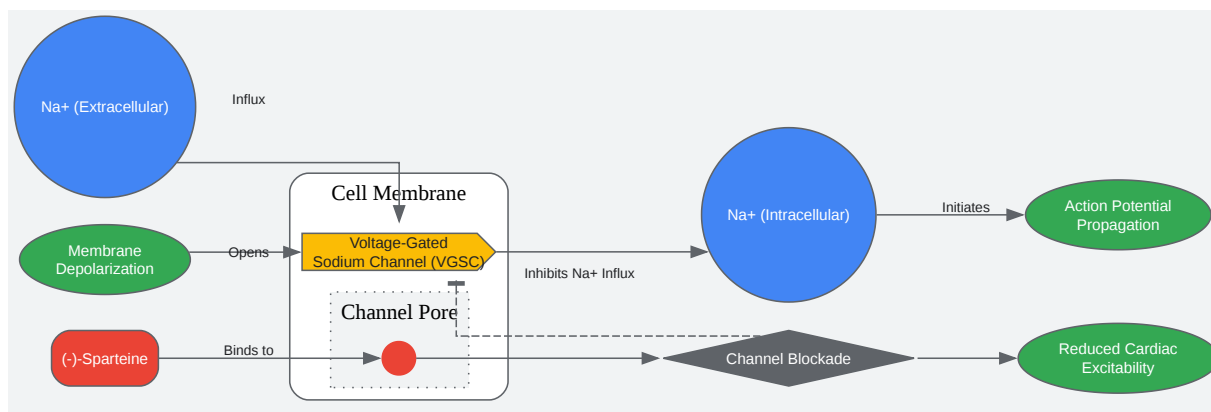 Na+ (Extracellular)
Influx
Cell Membrane
Na+ (Intracellular)
Initiates
Action Potential
Propagation
Membrane
Depolarization
Opens
Voltage-Gated
Sodium Channel (VGSC)
Inhibits Na+ Influx
Channel Pore
(-)-Sparteine
Binds to
Channel Blockade
Reduced Cardiac
Excitability